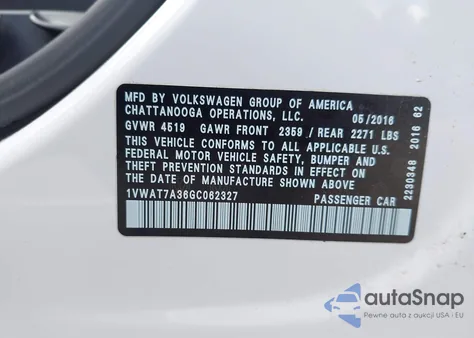 MFD BY VOLKSWAGEN GROUP OF AMERICA
CHATTANOOGA OPERATIONS, LLC. 05/2016
GVWR 4519 GAWR FRONT 2359 / REAR 2271 LBS
THIS VEHICLE CONFORMS TO ALL APPLICABLE
FEDERAL MOTOR VEHICLE SAFETY, BUMPER AND
THEFT PREVENTION STANDARDS IN EFFECT ON
THE DATE OF MANUFACTURE SHOWN ABOVE.
1VWAT7A36GC062327 PASSENGER CAR
2230348 2016 62
autoSnap
Pewne auta z aukcji USA i EU